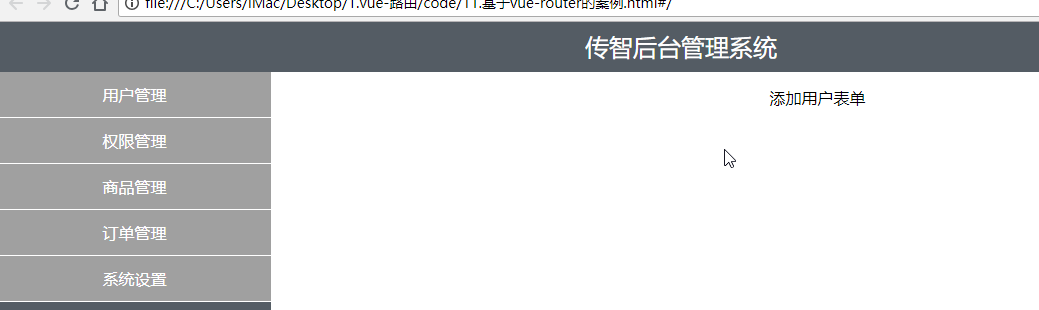 file:///C:/Users/iMac/Desktop/1.vue-路由/code/11.基于vue-router的案例.html#/
传智后台管理系统
用户管理
添加用户表单
权限管理
商品管理
订单管理
系统设置